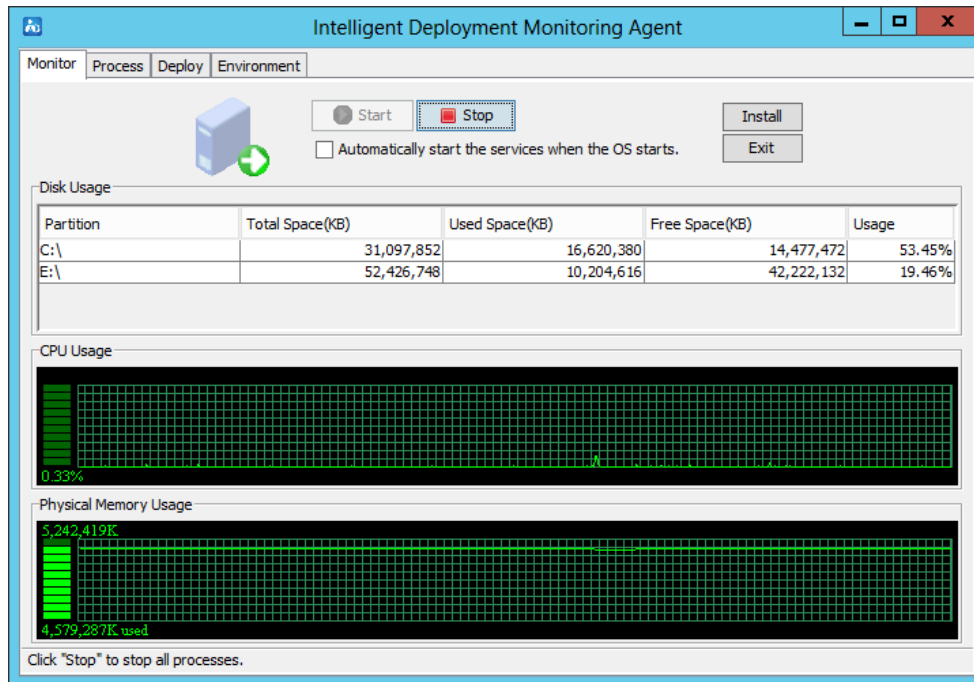 Intelligent Deployment Monitoring Agent
Monitor Process Deploy Environment
Start Stop Install
Automatically start the services when the OS starts. Exit
Disk Usage
Partition Total Space(KB) Used Space(KB) Free Space(KB) Usage
C:\ 31,097,852 16,620,380 14,477,472 53.45%
E:\ 52,426,748 10,204,616 42,222,132 19.46%
CPU Usage
0.33%
Physical Memory Usage
5,242,419K
4,579,287K used
Click "Stop" to stop all processes.